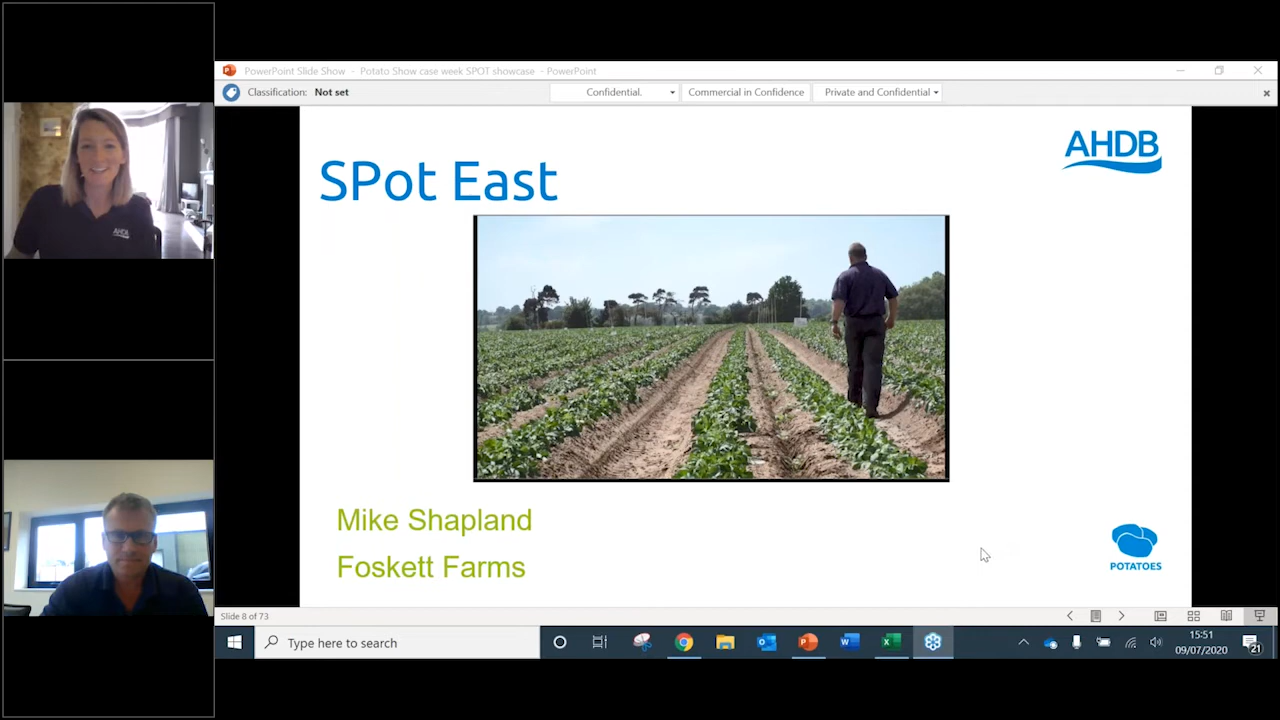 PowerPoint Slide Show - Potato Show case week SPOT showcase - PowerPoint
Classification: Not set
Confidential.
Commercial in Confidence
Private and Confidential
AHDB
SPot East
AHDB
Mike Shapland
Foskett Farms
POTATOES
Slide 8 of 73
Type here to search
15:51
09/07/2020
21